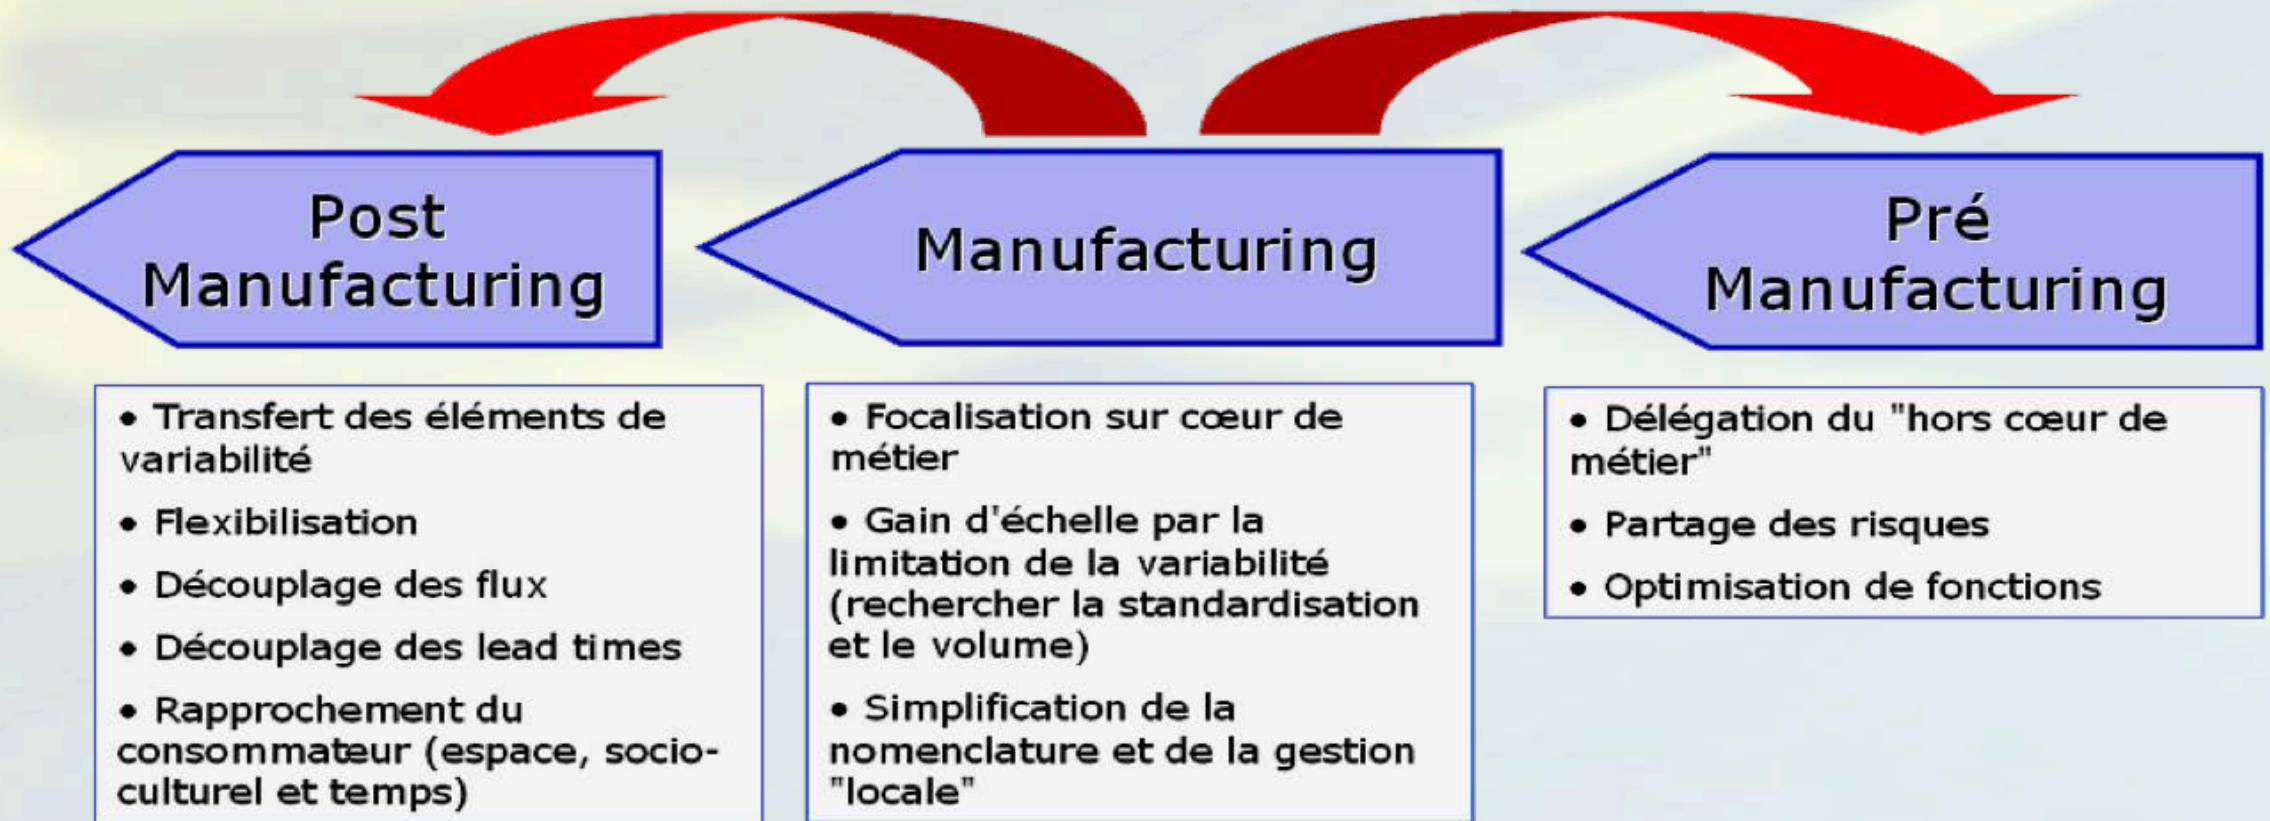 Post
Manufacturing
Manufacturing
Pré
Manufacturing
• Transfert des éléments de
variabilité
• Flexibilisation
• Découplage des flux
• Découplage des lead times
• Rapprochement du
consommateur (espace, socio-
culturel et temps)
• Focalisation sur cœur de
métier
• Gain d'échelle par la
limitation de la variabilité
(rechercher la standardisation
et le volume)
• Simplification de la
nomenclature et de la gestion
"locale"
• Délégation du "hors cœur de
métier"
• Partage des risques
• Optimisation de fonctions